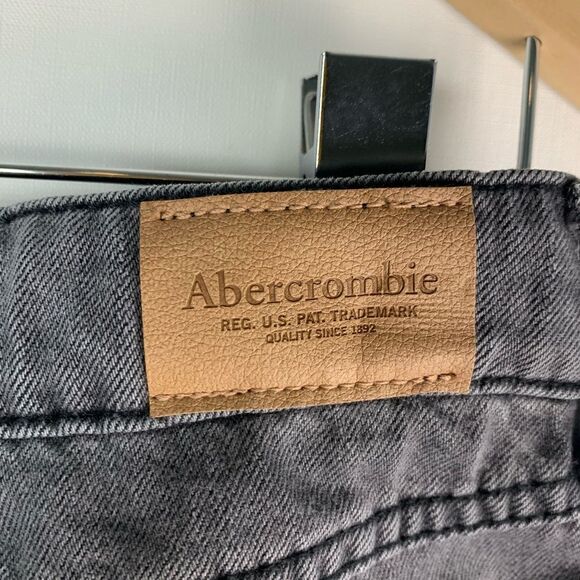 Abercrombie
REG. U.S. PAT. TRADEMARK
QUALITY SINCE 1892